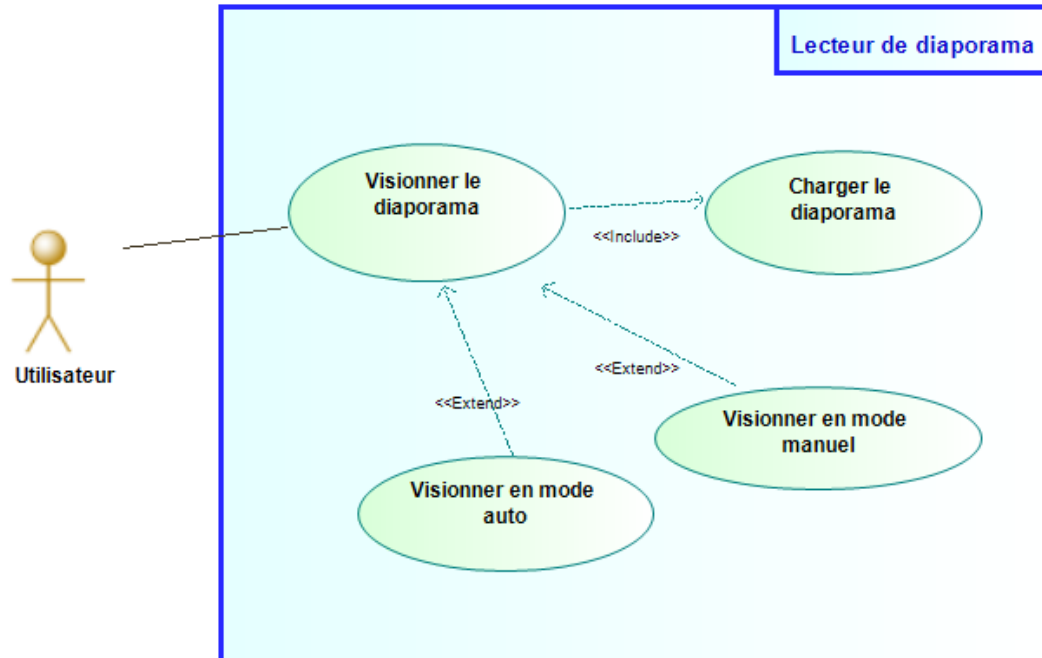 Lecteur de diaporama
Visionner le
diaporama
Charger le
diaporama
<<Include>>
Utilisateur
<<Extend>>
<<Extend>>
Visionner en mode
manuel
Visionner en mode
auto